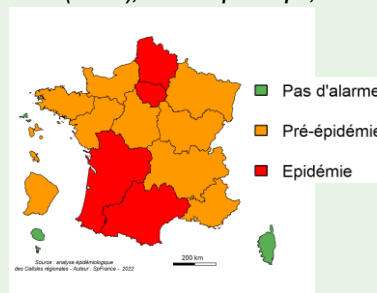 Pas d'alarme
Pré-épidémie
Epidémie
200 km
Source : analyse épidémiologique
des Cellules régionales - Auteur : SpFrance - 2022